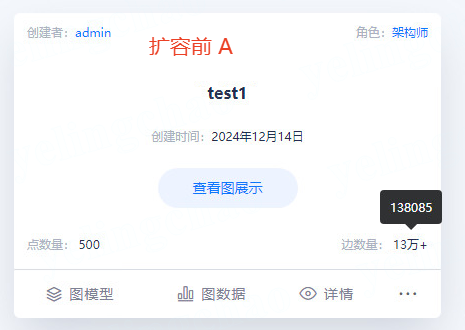 创建者：admin
扩容前 A
角色：架构师
test1
创建时间：2024年12月14日
查看图展示
138085
点数量： 500
边数量： 13万+
图模型
图数据
详情